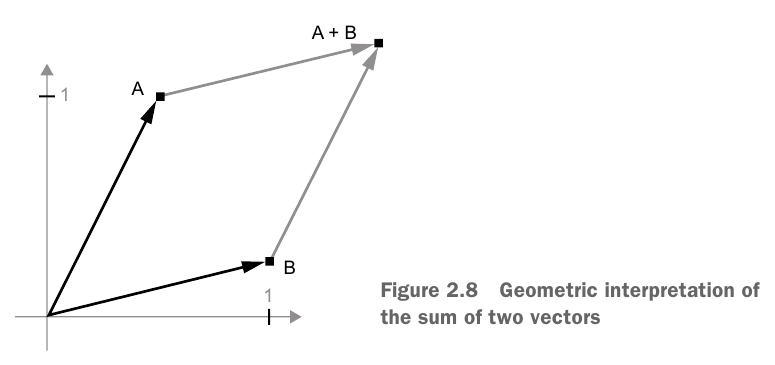 A + B
A
1
B
1
Figure 2.8 Geometric interpretation of
the sum of two vectors